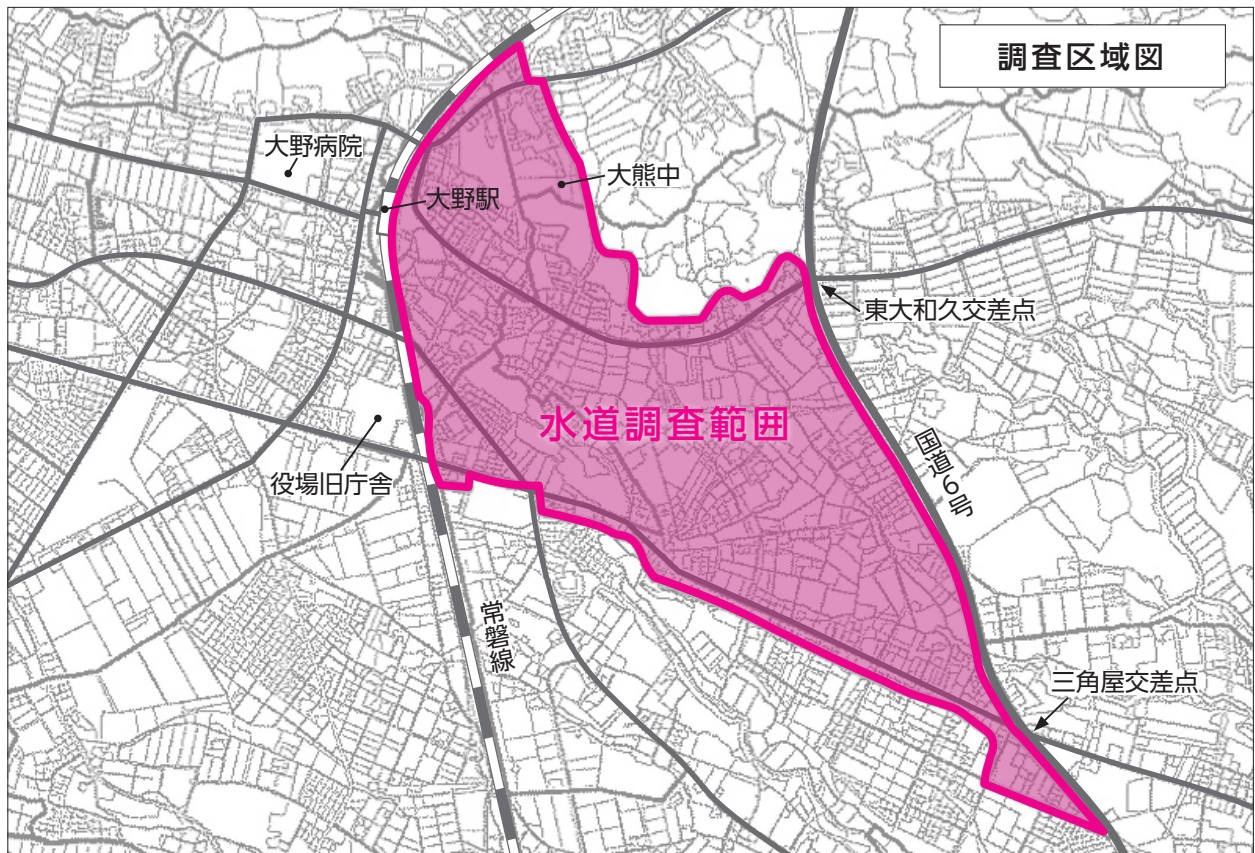 調査区域図
大野病院
大野駅
大熊中
東大和久交差点
水道調査範囲
国道6号
役場旧庁舎
常磐線
三角屋交差点